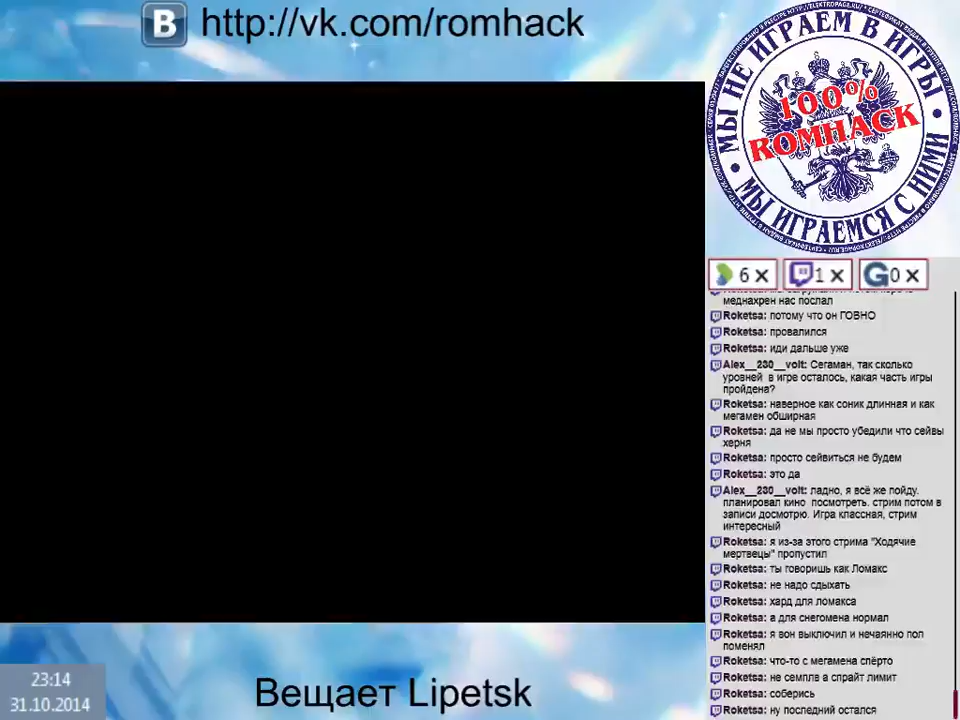 В http://vk.com/romhack
МЫ НЕ ИГРАЕМ В ИГРЫ
100%
ROMHACK
МЫ ИГРАЕМСЯ С НИМИ
6 x 1 x G0 x
меднахрен нас послал
Roketsa: потому что он ГОВНО
Roketsa: провалился
Roketsa: иди дальше уже
Alex__230__volt: Сегаман, так сколько
уровней в игре осталось, какая часть игры
пройдена?
Roketsa: наверное как соник длинная и как
мегамен обширная
Roketsa: да не мы просто убедили что сейвы
херня
Roketsa: просто сейвиться не будем
Roketsa: это да
Alex__230__volt: ладно, я всё же пойду.
планировал кино посмотреть. стрим потом в
записи досмотрю. Игра классная, стрим
интересный
Roketsa: я из-за этого стрима "Ходячие
мертвецы" пропустил
Roketsa: ты говоришь как Ломакс
Roketsa: не надо сдыхать
Roketsa: хард для ломакса
Roketsa: а для снегомена нормал
Roketsa: я вон выключил и нечаянно пол
поменял
Roketsa: что-то с мегамена спёрто
Roketsa: не семплв а спрайт лимит
Roketsa: соберись
Roketsa: ну последний остался
23:14
31.10.2014
Вещает Lipetsk